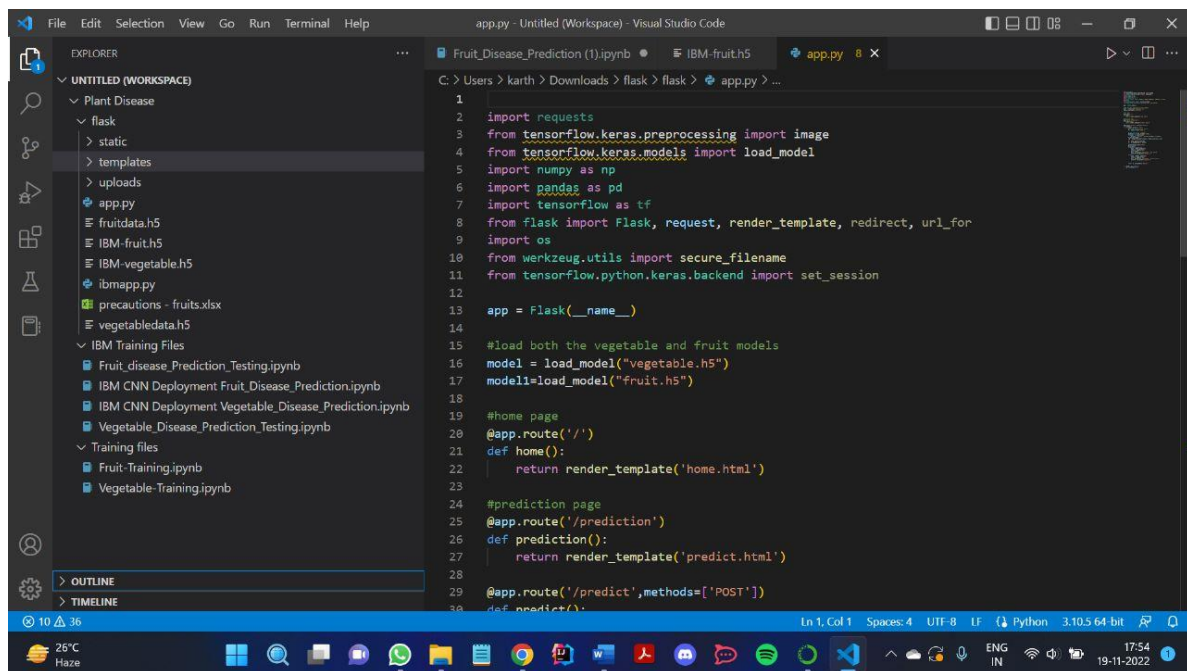 File Edit Selection View Go Run Terminal Help
app.py - Untitled (Workspace) - Visual Studio Code
EXPLORER
UNTITLED (WORKSPACE)
Plant Disease
flask
static
templates
uploads
app.py
fruitdata.h5
IBM-fruit.h5
IBM-vegetable.h5
ibmapp.py
precautions - fruits.xlsx
vegetabledata.h5
IBM Training Files
Fruit_disease_Prediction_Testing.ipynb
IBM CNN Deployment Fruit_Disease_Prediction.ipynb
IBM CNN Deployment Vegetable_Disease_Prediction.ipynb
Vegetable_Disease_Prediction_Testing.ipynb
Training files
Fruit-Training.ipynb
Vegetable-Training.ipynb
OUTLINE
TIMELINE
Fruit_Disease_Prediction (1).ipynb IBM-fruit.h5 app.py 8
C: > Users > karth > Downloads > flask > flask > app.py > ...
1
2 import requests
3 from tensorflow.keras.preprocessing import image
4 from tensorflow.keras.models import load_model
5 import numpy as np
6 import pandas as pd
7 import tensorflow as tf
8 from flask import Flask, request, render_template, redirect, url_for
9 import os
10 from werkzeug.utils import secure_filename
11 from tensorflow.python.keras.backend import set_session
12
13 app = Flask(__name__)
14
15 #load both the vegetable and fruit models
16 model = load_model("vegetable.h5")
17 model1=load_model("fruit.h5")
18
19 #home page
20 @app.route('/')
21 def home():
22 return render_template('home.html')
23
24 #prediction page
25 @app.route('/prediction')
26 def prediction():
27 return render_template('predict.html')
28
29 @app.route('/predict',methods=['POST'])
30 def predict():
10 36
Ln 1, Col 1 Spaces: 4 UTF-8 LF Python 3.10.5 64-bit
26°C
Haze
ENG
IN
17:54
19-11-2022
1